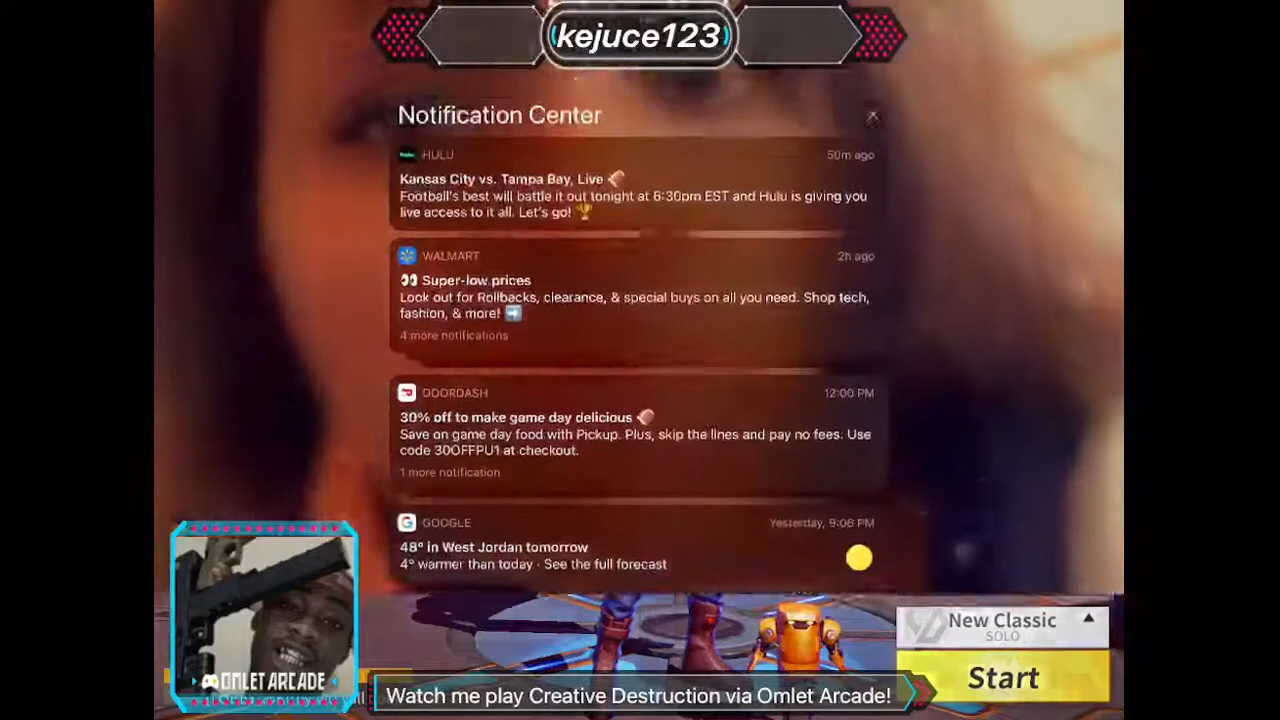 kejuce123
Notification Center
HULU
50m ago
Kansas City vs. Tampa Bay, Live 🏈
Football's best will battle it out tonight at 6:30pm EST and Hulu is giving you
live access to it all. Let's go! 🏆
WALMART
2h ago
👀 Super-low prices
Look out for Rollbacks, clearance, & special buys on all you need. Shop tech,
fashion, & more! ➡️
4 more notifications
DOORDASH
12:00 PM
30% off to make game day delicious 🏈
Save on game day food with Pickup. Plus, skip the lines and pay no fees. Use
code 30OFFPU1 at checkout.
1 more notification
GOOGLE
Yesterday, 9:06 PM
48° in West Jordan tomorrow
4° warmer than today · See the full forecast
New Classic
SOLO
Start
OMLET ARCADE
Watch me play Creative Destruction via Omlet Arcade!